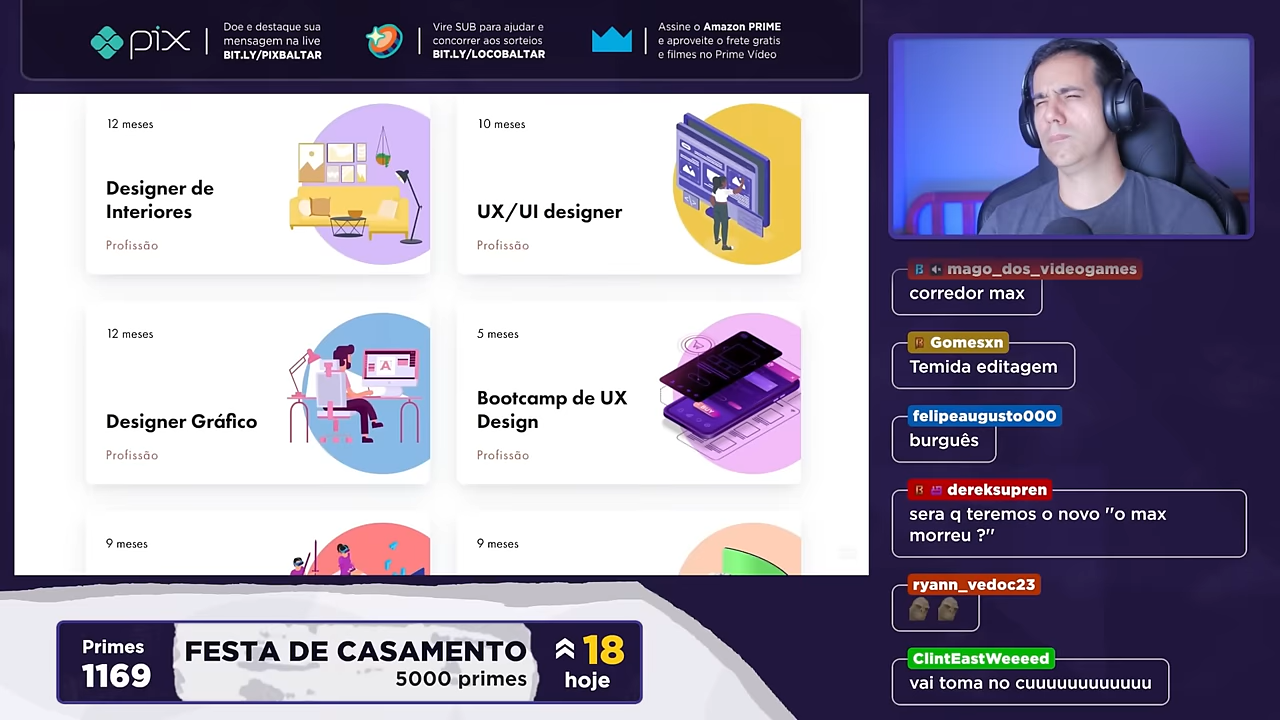 pix
Doe e destaque sua
mensagem na live
BIT.LY/PIXBALTAR
Vire SUB para ajudar e
concorrer aos sorteios
BIT.LY/LOCOBALTAR
Assine o Amazon PRIME
e aproveite o frete gratis
e filmes no Prime Vídeo
12 meses
Designer de
Interiores
Profissão
10 meses
UX/UI designer
Profissão
12 meses
Designer Gráfico
Profissão
5 meses
Bootcamp de UX
Design
Profissão
9 meses
9 meses
mago_dos_videogames
corredor max
Gomesxn
Temida editagem
felipeaugusto000
burguês
dereksupren
sera q teremos o novo "o max
morreu ?"
ryann_vedoc23
ClintEastWeeeed
vai toma no cuuuuuuuuuuuu
Primes
1169
FESTA DE CASAMENTO
5000 primes
18
hoje